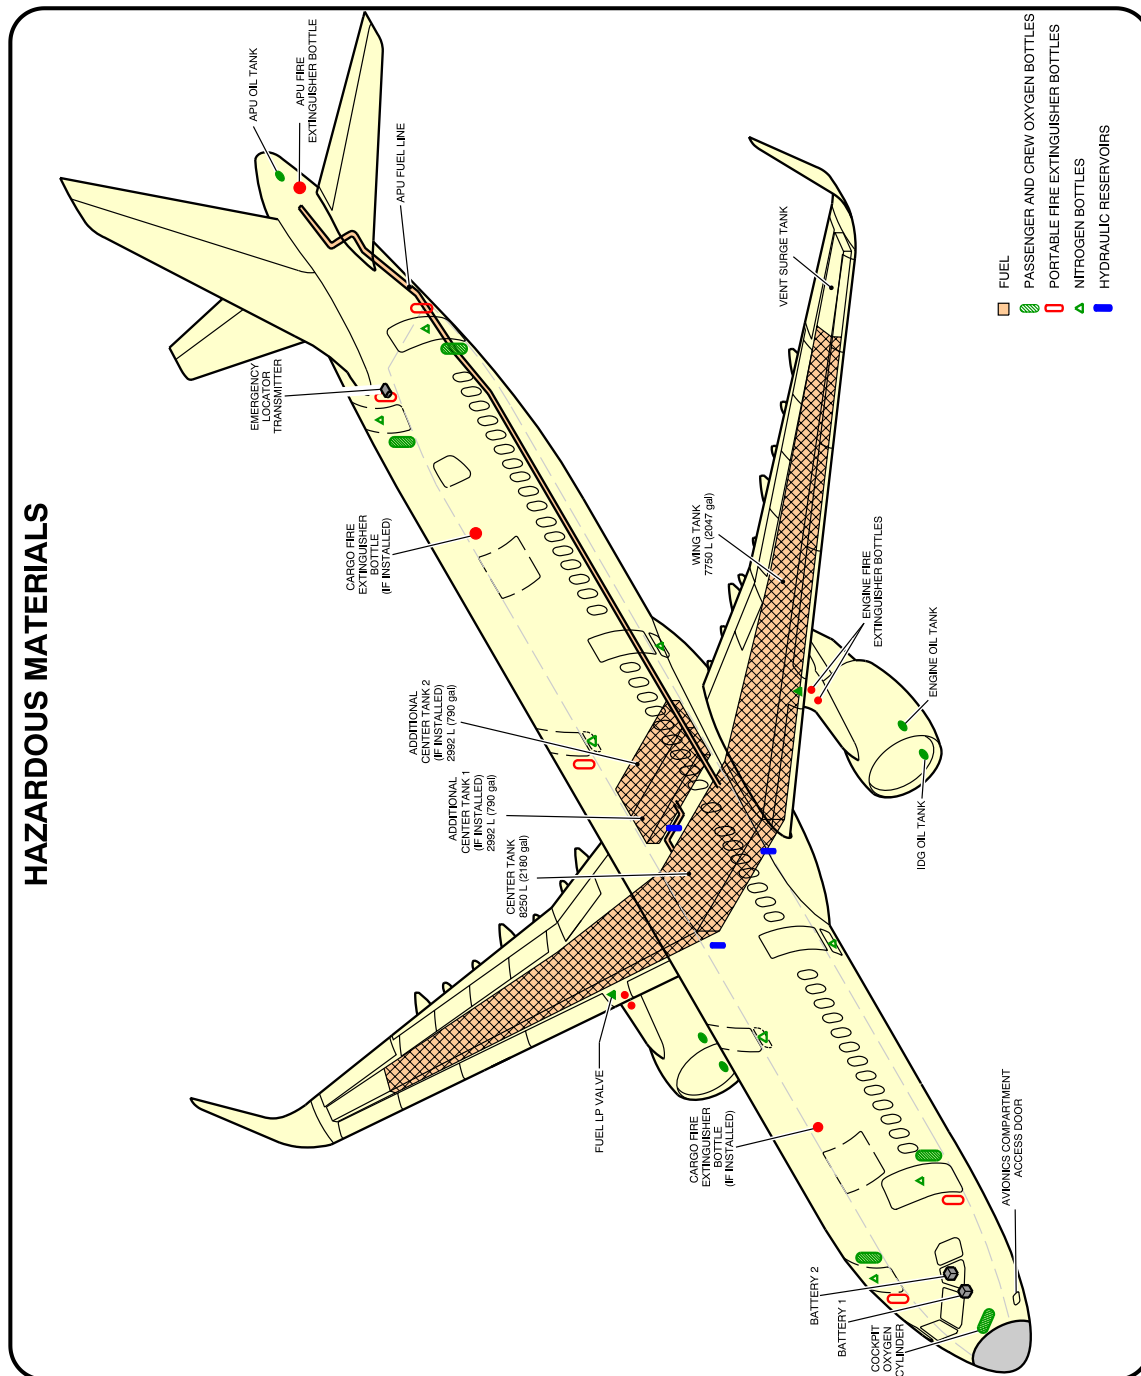 HAZARDOUS MATERIALS
APU OIL TANK
APU FIRE
EXTINGUISHER BOTTLE
APU FUEL LINE
EMERGENCY
LOCATOR
TRANSMITTER
CARGO FIRE
EXTINGUISHER
BOTTLE
(IF INSTALLED)
ADDITIONAL
CENTER TANK 2
(IF INSTALLED)
2992 L (790 gal)
ADDITIONAL
CENTER TANK 1
(IF INSTALLED)
2992 L (790 gal)
CENTER TANK
8250 L (2180 gal)
VENT SURGE TANK
WING TANK
7750 L (2047 gal)
ENGINE FIRE
EXTINGUISHER BOTTLES
ENGINE OIL TANK
IDG OIL TANK
FUEL LP VALVE
CARGO FIRE
EXTINGUISHER
BOTTLE
(IF INSTALLED)
BATTERY 2
BATTERY 1
COCKPIT
OXYGEN
CYLINDER
AVIONICS COMPARTMENT
ACCESS DOOR
FUEL
PASSENGER AND CREW OXYGEN BOTTLES
PORTABLE FIRE EXTINGUISHER BOTTLES
NITROGEN BOTTLES
HYDRAULIC RESERVOIRS